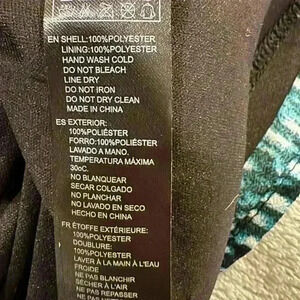 EN SHELL:100%POLYESTER
LINING:100%POLYESTER
HAND WASH COLD
DO NOT BLEACH
LINE DRY
DO NOT IRON
DO NOT DRY CLEAN
MADE IN CHINA
ES EXTERIOR:
100%POLIÉSTER
FORRO:100%POLIÉSTER
LAVADO A MANO.
TEMPERATURA MÁXIMA
30oC.
NO BLANQUEAR
SECAR COLGADO
NO PLANCHAR
NO LAVADO EN SECO
HECHO EN CHINA
FR ÉTOFFE EXTÉRIEURE:
100%POLYESTER
DOUBLURE:
100%POLYESTER
LAVER À LA MAIN À L'EAU
FROIDE
NE PAS BLANCHIR
SÉCHER SUR FIL
NE PAS REPASSER